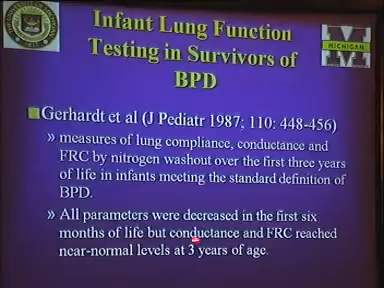 Infant Lung Function
Testing in Survivors of
BPD
MICHIGAN
Gerhardt et al (J Pediatr 1987; 110: 448-456)
» measures of lung compliance, conductance and
FRC by nitrogen washout over the first three years
of life in infants meeting the standard definition of
BPD.
» All parameters were decreased in the first six
months of life but conductance and FRC reached
near-normal levels at 3 years of age.